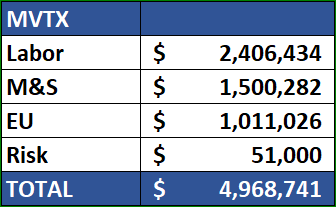 MVTX
Labor $ 2,406,434
M&S $ 1,500,282
EU $ 1,011,026
Risk $ 51,000
TOTAL $ 4,968,741